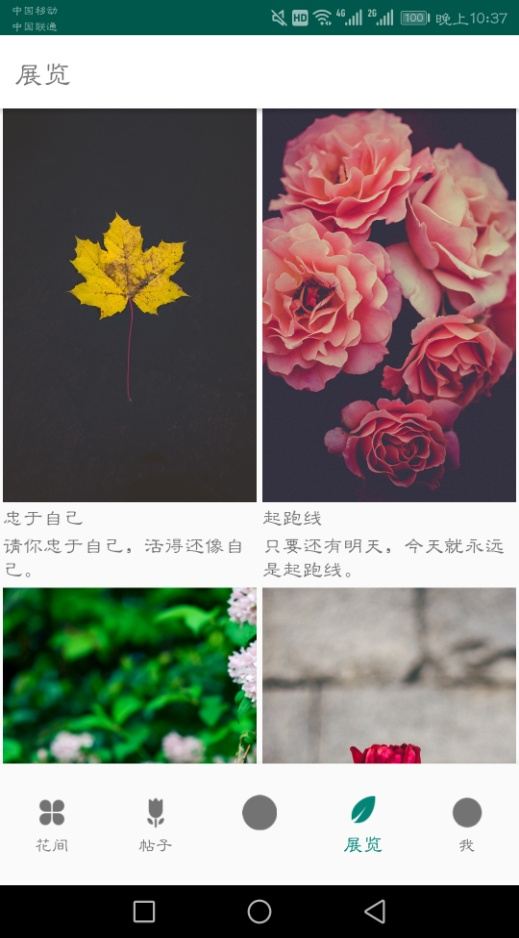 中国移动
中国联通
HD 4G 2G 100 晚上10:37
展览
忠于自己
请你忠于自己，活得还像自
己。
起跑线
只要还有明天，今天就永远
是起跑线。
花间
帖子
展览
我